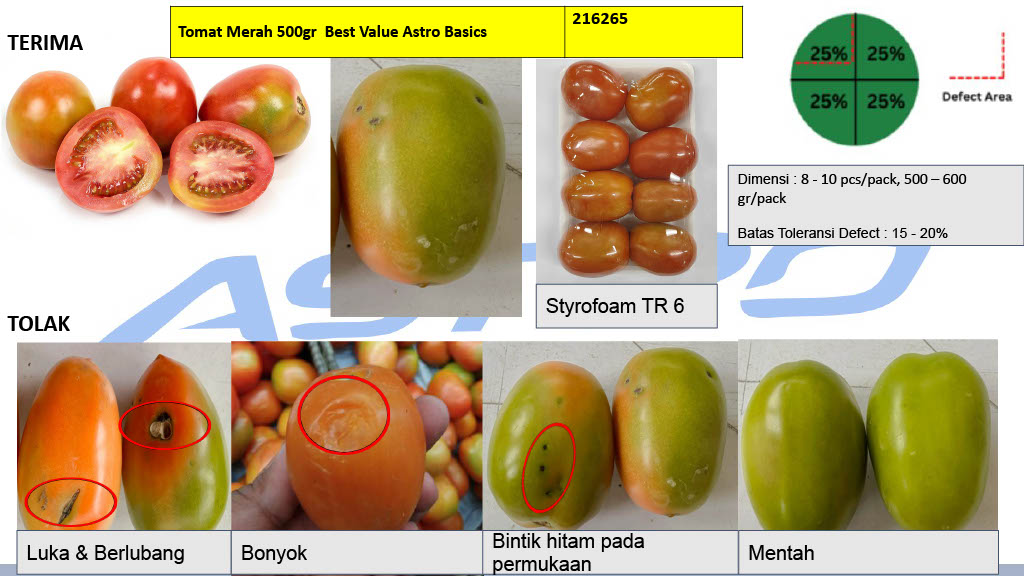 TERIMA
Tomat Merah 500gr  Best Value Astro Basics
216265
25%
25%
25%
25%
Defect Area
Dimensi : 8 - 10 pcs/pack, 500 – 600
gr/pack
Batas Toleransi Defect : 15 - 20%
Styrofoam TR 6
ASTRO
TOLAK
Luka & Berlubang
Bonyok
Bintik hitam pada
permukaan
Mentah